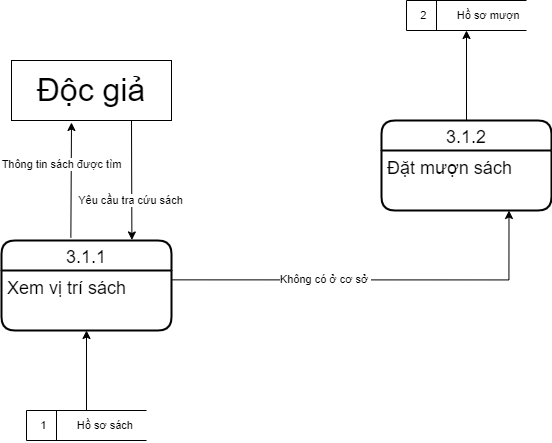 2 Hồ sơ mượn
Độc giả
3.1.2
Đặt mượn sách
Thông tin sách được tìm
Yêu cầu tra cứu sách
3.1.1
Xem vị trí sách
Không có ở cơ sở
1 Hồ sơ sách